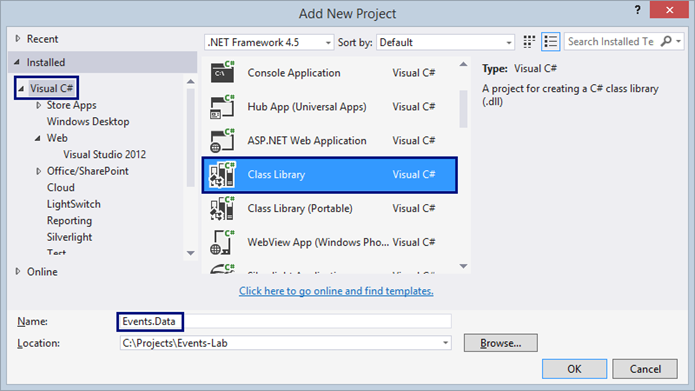 Add New Project
? x
Recent
Installed
Visual C#
Store Apps
Windows Desktop
Web
Visual Studio 2012
Office/SharePoint
Cloud
LightSwitch
Reporting
Silverlight
Test
Online
.NET Framework 4.5
Sort by: Default
Search Installed Te
Console Application Visual C#
Hub App (Universal Apps) Visual C#
ASP.NET Web Application Visual C#
Class Library Visual C#
Class Library (Portable) Visual C#
WebView App (Windows Pho... Visual C#
Silverlight Application Visual C#
Click here to go online and find templates.
Type: Visual C#
A project for creating a C# class library
(.dll)
Name: Events.Data
Location: C:\Projects\Events-Lab
Browse...
OK Cancel